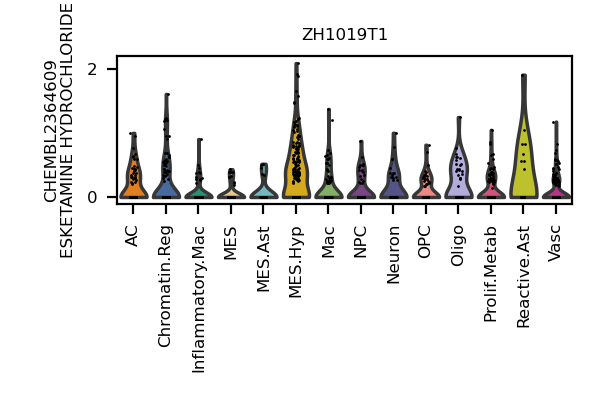 ZH1019T1
CHEMBL2364609
ESKETAMINE HYDROCHLORIDE
2
0
AC
Chromatin.Reg
Inflammatory.Mac
MES
MES.Ast
MES.Hyp
Mac
NPC
Neuron
OPC
Oligo
Prolif.Metab
Reactive.Ast
Vasc